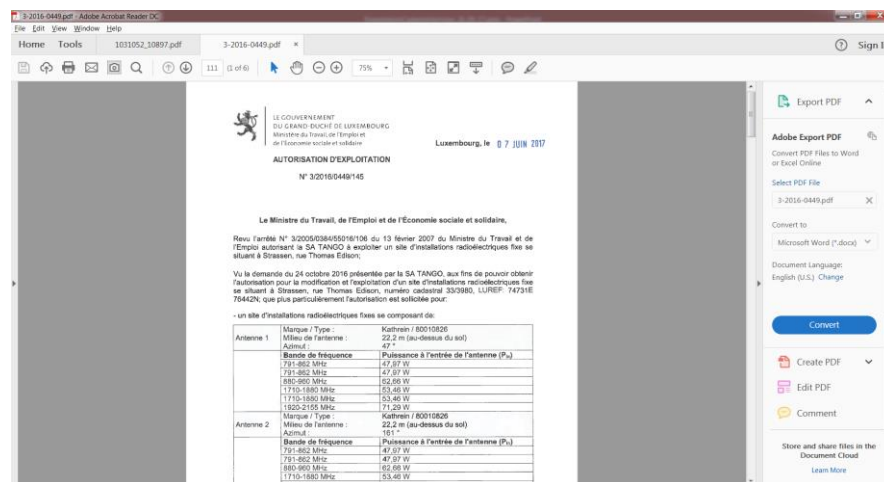 3-2016-0449.pdf - Adobe Acrobat Reader DC
File Edit View Window Help
Home Tools 1031052_10897.pdf 3-2016-0449.pdf × Sign I
111 (1 of 6) 75%
LE GOUVERNEMENT
DU GRAND-DUCHÉ DE LUXEMBOURG
Ministère du Travail, de l'Emploi et
de l'Économie sociale et solidaire
Luxembourg, le 07 JUIN 2017
AUTORISATION D'EXPLOITATION
N° 3/2016/0449/145
Le Ministre du Travail, de l'Emploi et de l'Économie sociale et solidaire,
Revu l'arrêté N° 3/2005/0384/55016/106 du 13 février 2007 du Ministre du Travail et de
l'Emploi autorisant la SA TANGO à exploiter un site d'installations radioélectriques fixe se
situant à Strassen, rue Thomas Edison;
Vu la demande du 24 octobre 2016 présentée par la SA TANGO, aux fins de pouvoir obtenir
l'autorisation pour la modification et l'exploitation d'un site d'installations radioélectriques fixe
se situant à Strassen, rue Thomas Edison, numéro cadastral 33/3980, LUREF: 74731E
76442N; que plus particulièrement l'autorisation est sollicitée pour:
- un site d'installations radioélectriques fixes se composant de:
Antenne 1
Marque / Type : Kathrein / 80010826
Milieu de l'antenne : 22,2 m (au-dessus du sol)
Azimut : 47 °
Bande de fréquence Puissance à l'entrée de l'antenne (Pin)
791-862 MHz 47,97 W
791-862 MHz 47,97 W
880-960 MHz 62,66 W
1710-1880 MHz 53,46 W
1710-1880 MHz 53,46 W
1920-2155 MHz 71,29 W
Antenne 2
Marque / Type : Kathrein / 80010826
Milieu de l'antenne : 22,2 m (au-dessus du sol)
Azimut : 161 °
Bande de fréquence Puissance à l'entrée de l'antenne (Pin)
791-862 MHz 47,97 W
791-862 MHz 47,97 W
880-960 MHz 62,66 W
1710-1880 MHz 53,46 W
Export PDF
Adobe Export PDF
Convert PDF Files to Word
or Excel Online
Select PDF File
3-2016-0449.pdf
Convert to
Microsoft Word (*.docx)
Document Language:
English (U.S.) Change
Convert
Create PDF
Edit PDF
Comment
Store and share files in the
Document Cloud
Learn More